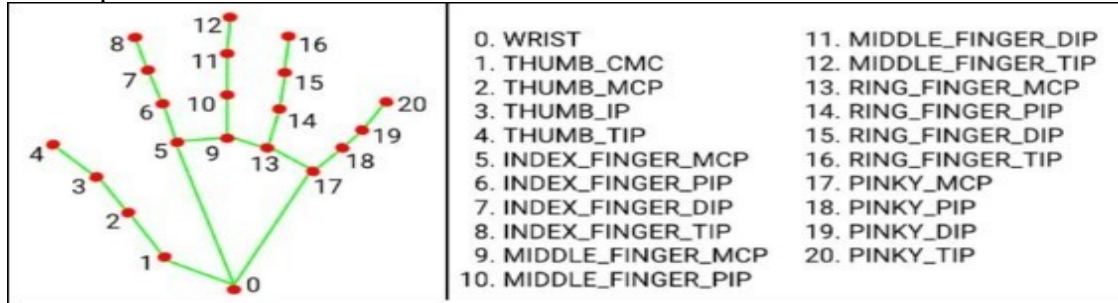 12
8
16
11
7
15
20
10
6
14
4
19
5
9
13
18
3
17
2
1
0
0. WRIST
1. THUMB_CMC
2. THUMB_MCP
3. THUMB_IP
4. THUMB_TIP
5. INDEX_FINGER_MCP
6. INDEX_FINGER_PIP
7. INDEX_FINGER_DIP
8. INDEX_FINGER_TIP
9. MIDDLE_FINGER_MCP
10. MIDDLE_FINGER_PIP
11. MIDDLE_FINGER_DIP
12. MIDDLE_FINGER_TIP
13. RING_FINGER_MCP
14. RING_FINGER_PIP
15. RING_FINGER_DIP
16. RING_FINGER_TIP
17. PINKY_MCP
18. PINKY_PIP
19. PINKY_DIP
20. PINKY_TIP